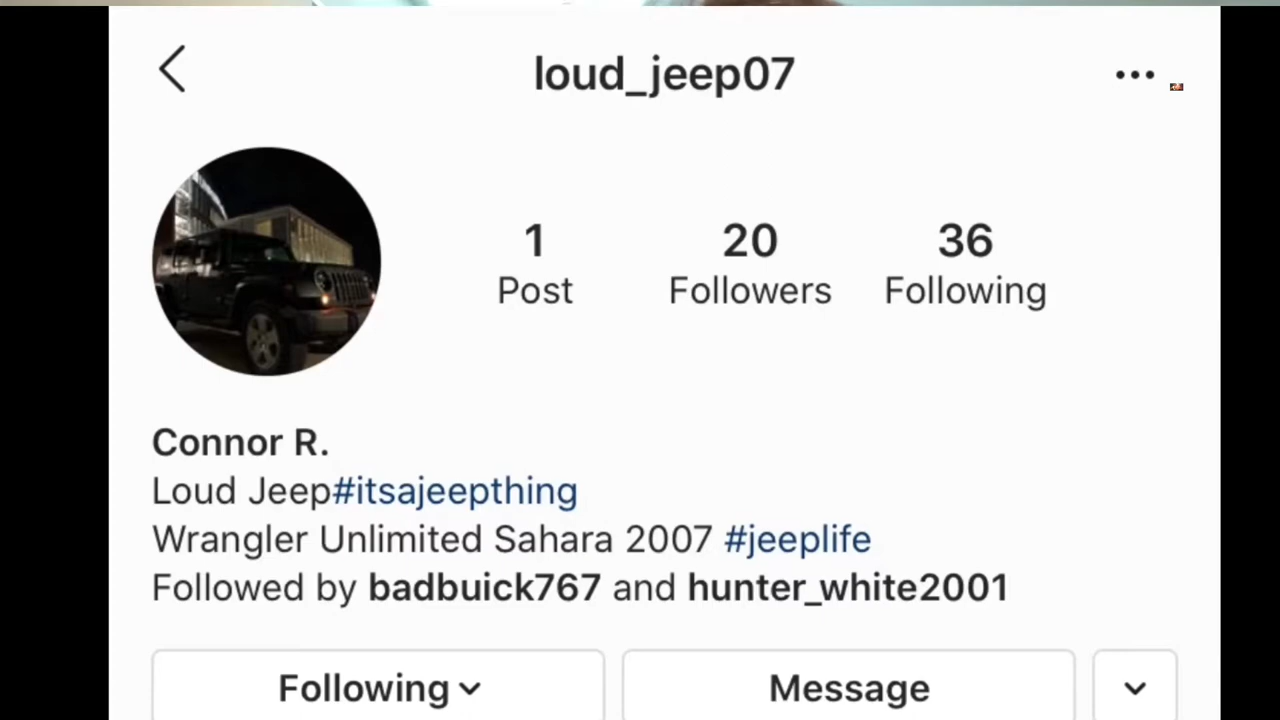 loud_jeep07
1
Post
20
Followers
36
Following
Connor R.
Loud Jeep#itsajeepthing
Wrangler Unlimited Sahara 2007 #jeeplife
Followed by badbuick767 and hunter_white2001
Following
Message